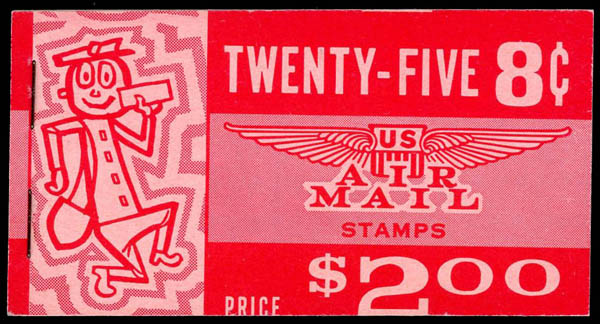 TWENTY-FIVE 8¢
US
AIR
MAIL
STAMPS
PRICE $2.00